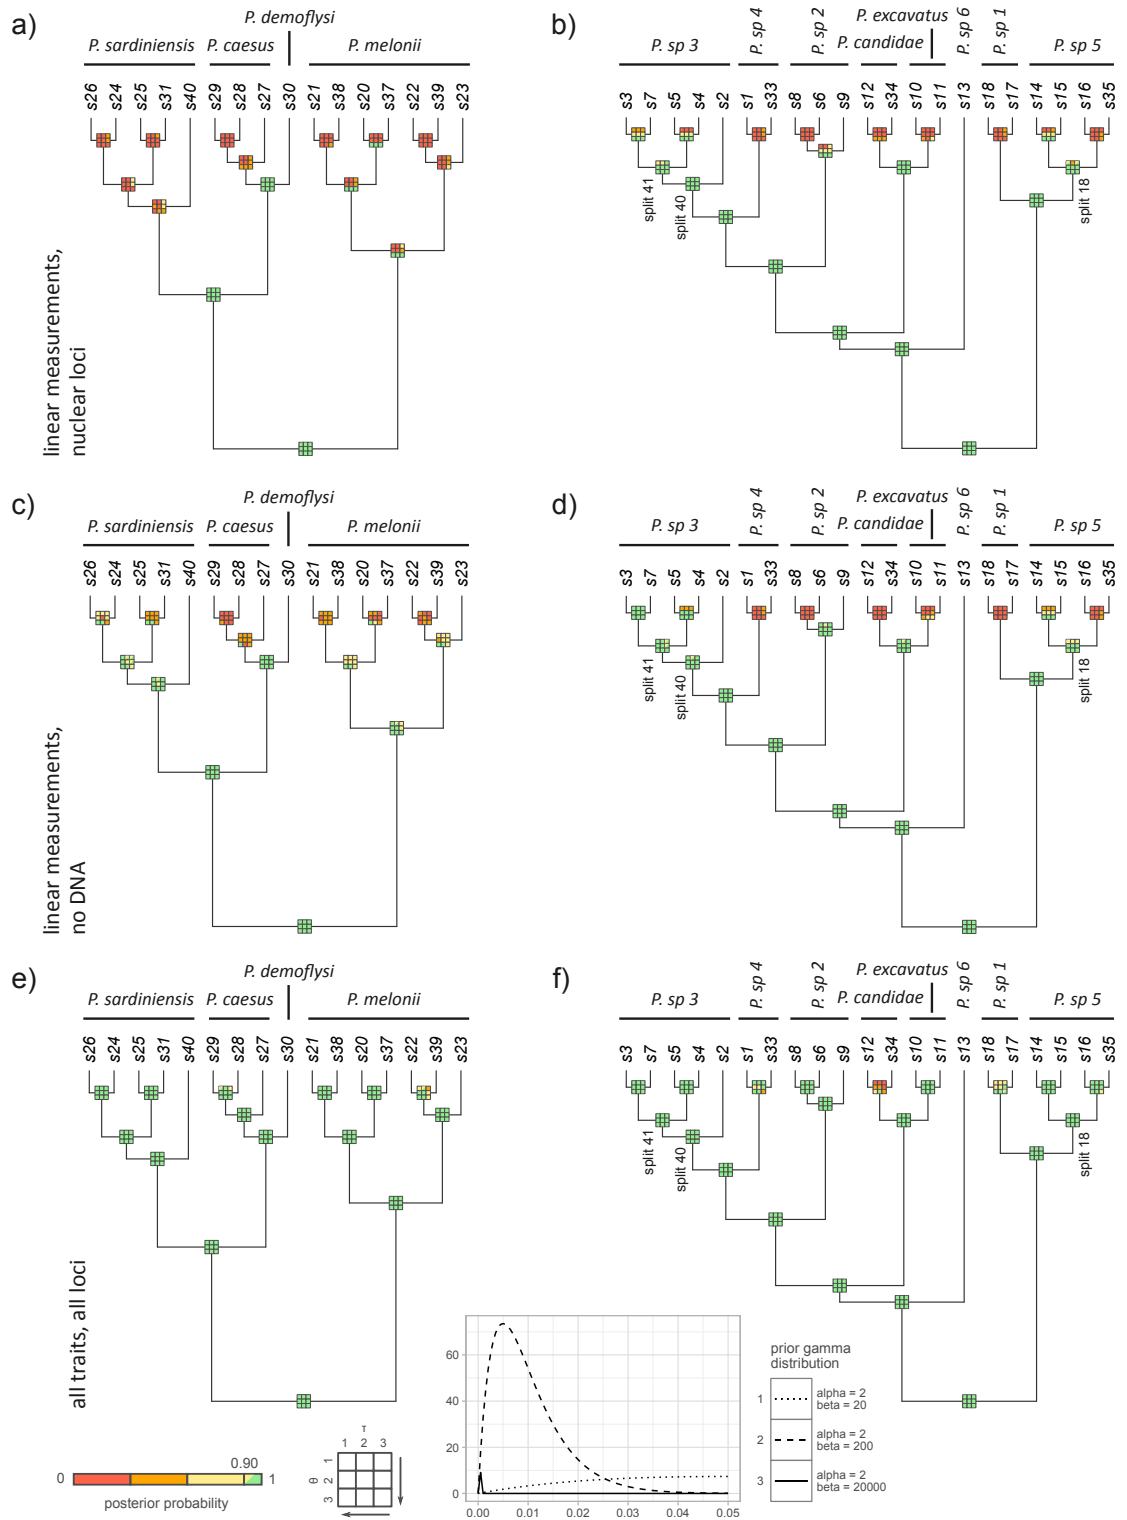 a)
P. demoflysi
P. sardiniensis P. caesus P. melonii
s26 s24 s25 s31 s40 s29 s28 s27 s30 s21 s38 s20 s37 s22 s39 s23
linear measurements,
nuclear loci
b)
P. sp 3 P. sp 4 P. sp 2 P. excavatus P. candidae P. sp 6 P. sp 1 P. sp 5
s3 s7 s5 s4 s2 s1 s33 s8 s6 s9 s12 s34 s10 s11 s13 s18 s17 s14 s15 s16 s35
split 41
split 40
split 18
c)
P. demoflysi
P. sardiniensis P. caesus P. melonii
s26 s24 s25 s31 s40 s29 s28 s27 s30 s21 s38 s20 s37 s22 s39 s23
linear measurements,
no DNA
d)
P. sp 3 P. sp 4 P. sp 2 P. excavatus P. candidae P. sp 6 P. sp 1 P. sp 5
s3 s7 s5 s4 s2 s1 s33 s8 s6 s9 s12 s34 s10 s11 s13 s18 s17 s14 s15 s16 s35
split 41
split 40
split 18
e)
P. demoflysi
P. sardiniensis P. caesus P. melonii
s26 s24 s25 s31 s40 s29 s28 s27 s30 s21 s38 s20 s37 s22 s39 s23
all traits, all loci
f)
P. sp 3 P. sp 4 P. sp 2 P. excavatus P. candidae P. sp 6 P. sp 1 P. sp 5
s3 s7 s5 s4 s2 s1 s33 s8 s6 s9 s12 s34 s10 s11 s13 s18 s17 s14 s15 s16 s35
split 41
split 40
split 18
0.90
0 1
posterior probability
τ
1 2 3
θ
1
2
3
60
40
20
0
0.00 0.01 0.02 0.03 0.04 0.05
prior gamma
distribution
1 alpha = 2
beta = 20
2 alpha = 2
beta = 200
3 alpha = 2
beta = 20000